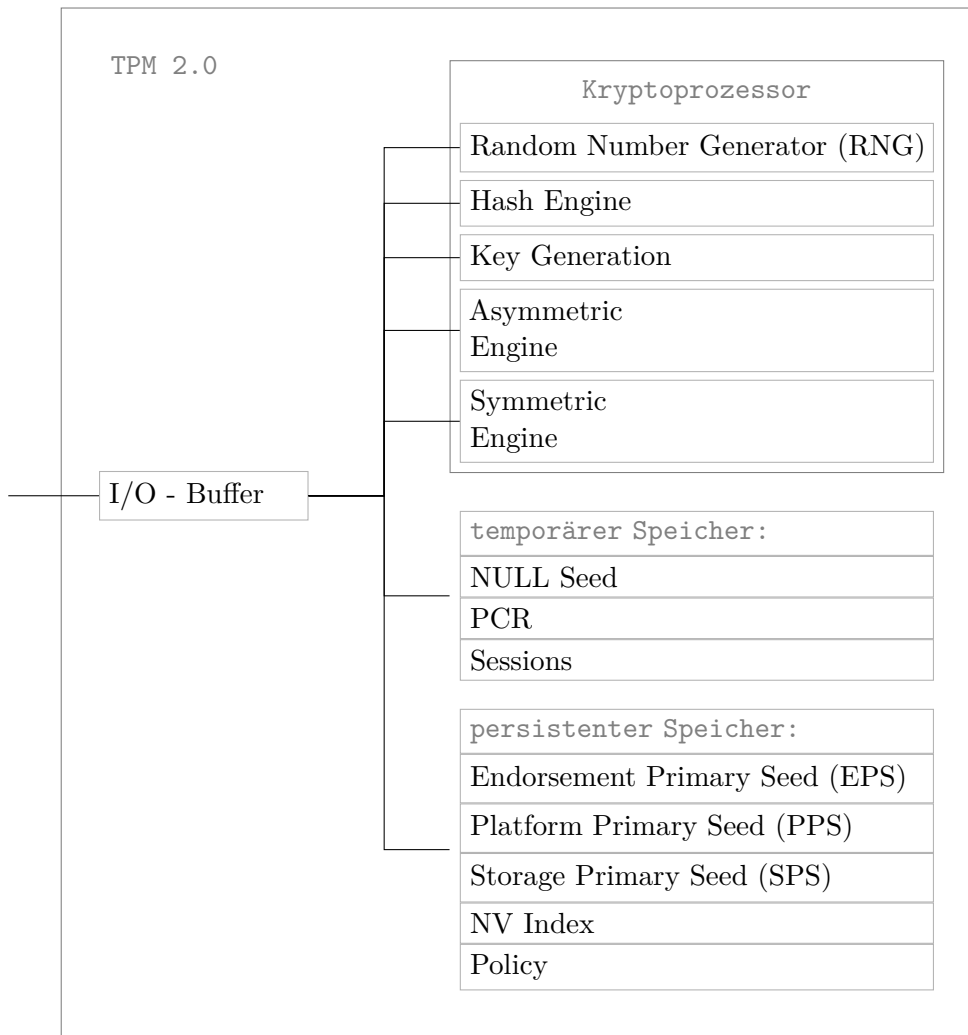 TPM 2.0
Kryptoprozessor
Random Number Generator (RNG)
Hash Engine
Key Generation
Asymmetric
Engine
Symmetric
Engine
I/O - Buffer
temporärer Speicher:
NULL Seed
PCR
Sessions
persistenter Speicher:
Endorsement Primary Seed (EPS)
Platform Primary Seed (PPS)
Storage Primary Seed (SPS)
NV Index
Policy